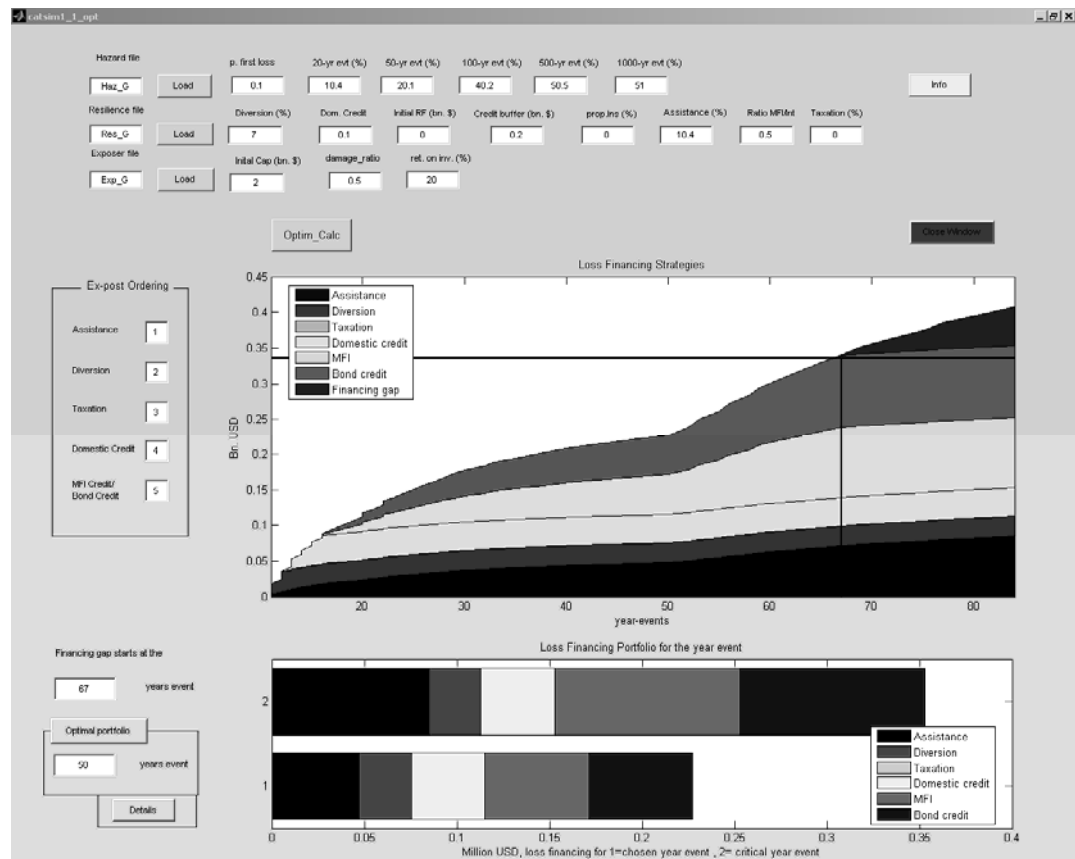 catsim1_1_opt
Hazard file
p. first loss
20-yr evt (%)
50-yr evt (%)
100-yr evt (%)
500-yr evt (%)
1000-yr evt (%)
Haz_G
Load
0.1
10.4
20.1
40.2
50.5
51
Info
Resilience file
Diversion (%)
Dom. Credit
Initial RF (bn. $)
Credit buffer (bn. $)
prop.Ins (%)
Assistance (%)
Ratio MFI/Int
Taxation (%)
Res_G
Load
7
0.1
0
0.2
0
10.4
0.5
0
Exposer file
Inital Cap (bn. $)
damage_ratio
ret. on inv. (%)
Exp_G
Load
2
0.5
20
Optim_Calc
Close Window
Loss Financing Strategies
Ex-post Ordering
Assistance
1
Diversion
2
Taxation
3
Domestic Credit
4
MFI Credit/
Bond Credit
5
Bn. USD
0.45
0.4
0.35
0.3
0.25
0.2
0.15
0.1
0.05
0
Assistance
Diversion
Taxation
Domestic credit
MFI
Bond credit
Financing gap
20
30
40
50
60
70
80
year-events
Financing gap starts at the
67
years event
Optimal portfolio
50
years event
Details
Loss Financing Portfolio for the year event
2
1
Assistance
Diversion
Taxation
Domestic credit
MFI
Bond credit
0
0.05
0.1
0.15
0.2
0.25
0.3
0.35
0.4
Million USD, loss financing for 1=chosen year event , 2= critical year event